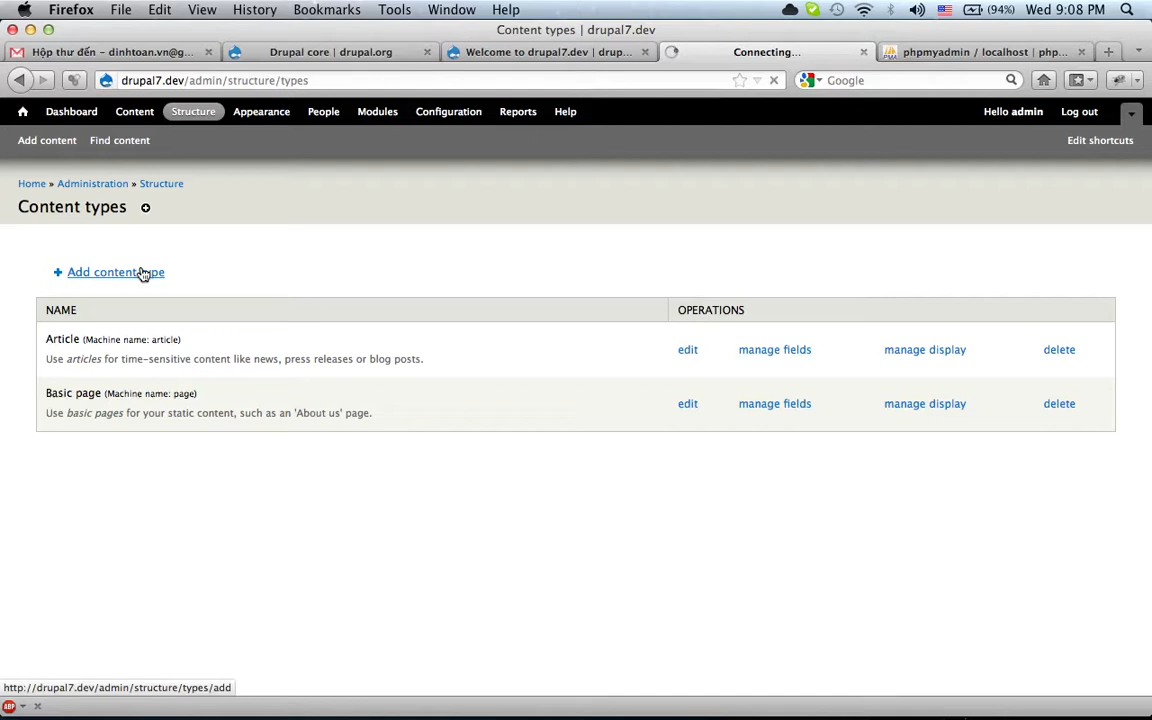 Firefox File Edit View History Bookmarks Tools Window Help (94%) Wed 9:08 PM
Content types | drupal7.dev
Hộp thư đến – dinhtoan.vn@g... Drupal core | drupal.org Welcome to drupal7.dev | drup... Connecting... phpmyadmin / localhost | php...
drupal7.dev/admin/structure/types Google
Dashboard Content Structure Appearance People Modules Configuration Reports Help Hello admin Log out
Add content Find content Edit shortcuts
Home » Administration » Structure
Content types
Add content type
NAME OPERATIONS
Article (Machine name: article)
Use articles for time-sensitive content like news, press releases or blog posts.
edit manage fields manage display delete
Basic page (Machine name: page)
Use basic pages for your static content, such as an 'About us' page.
edit manage fields manage display delete
http://drupal7.dev/admin/structure/types/add
ABP